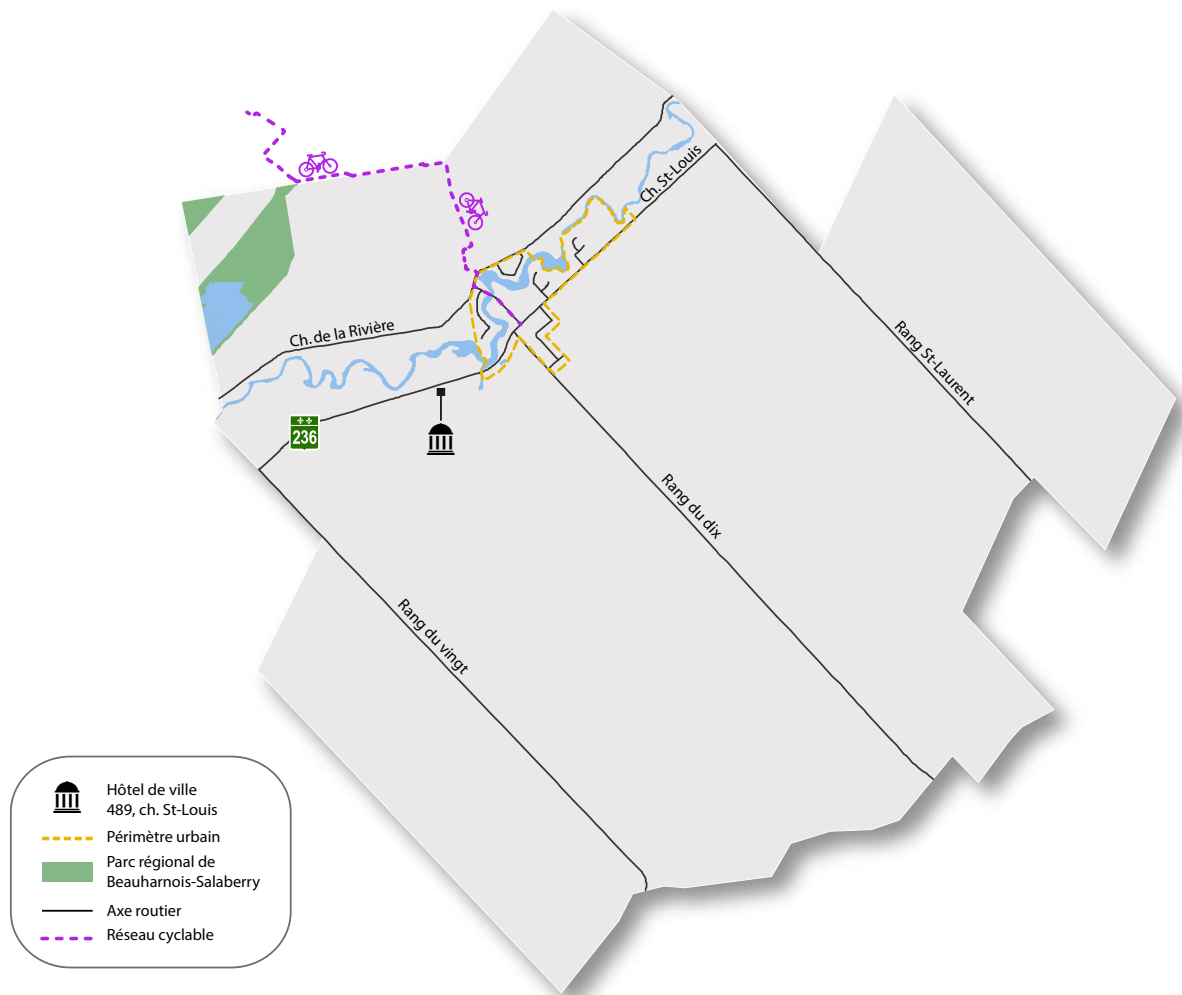 Ch. St-Louis
Ch. de la Rivière
Rang St-Laurent
236
Rang du dix
Rang du vingt
Hôtel de ville
489, ch. St-Louis
Périmètre urbain
Parc régional de
Beauharnois-Salaberry
Axe routier
Réseau cyclable